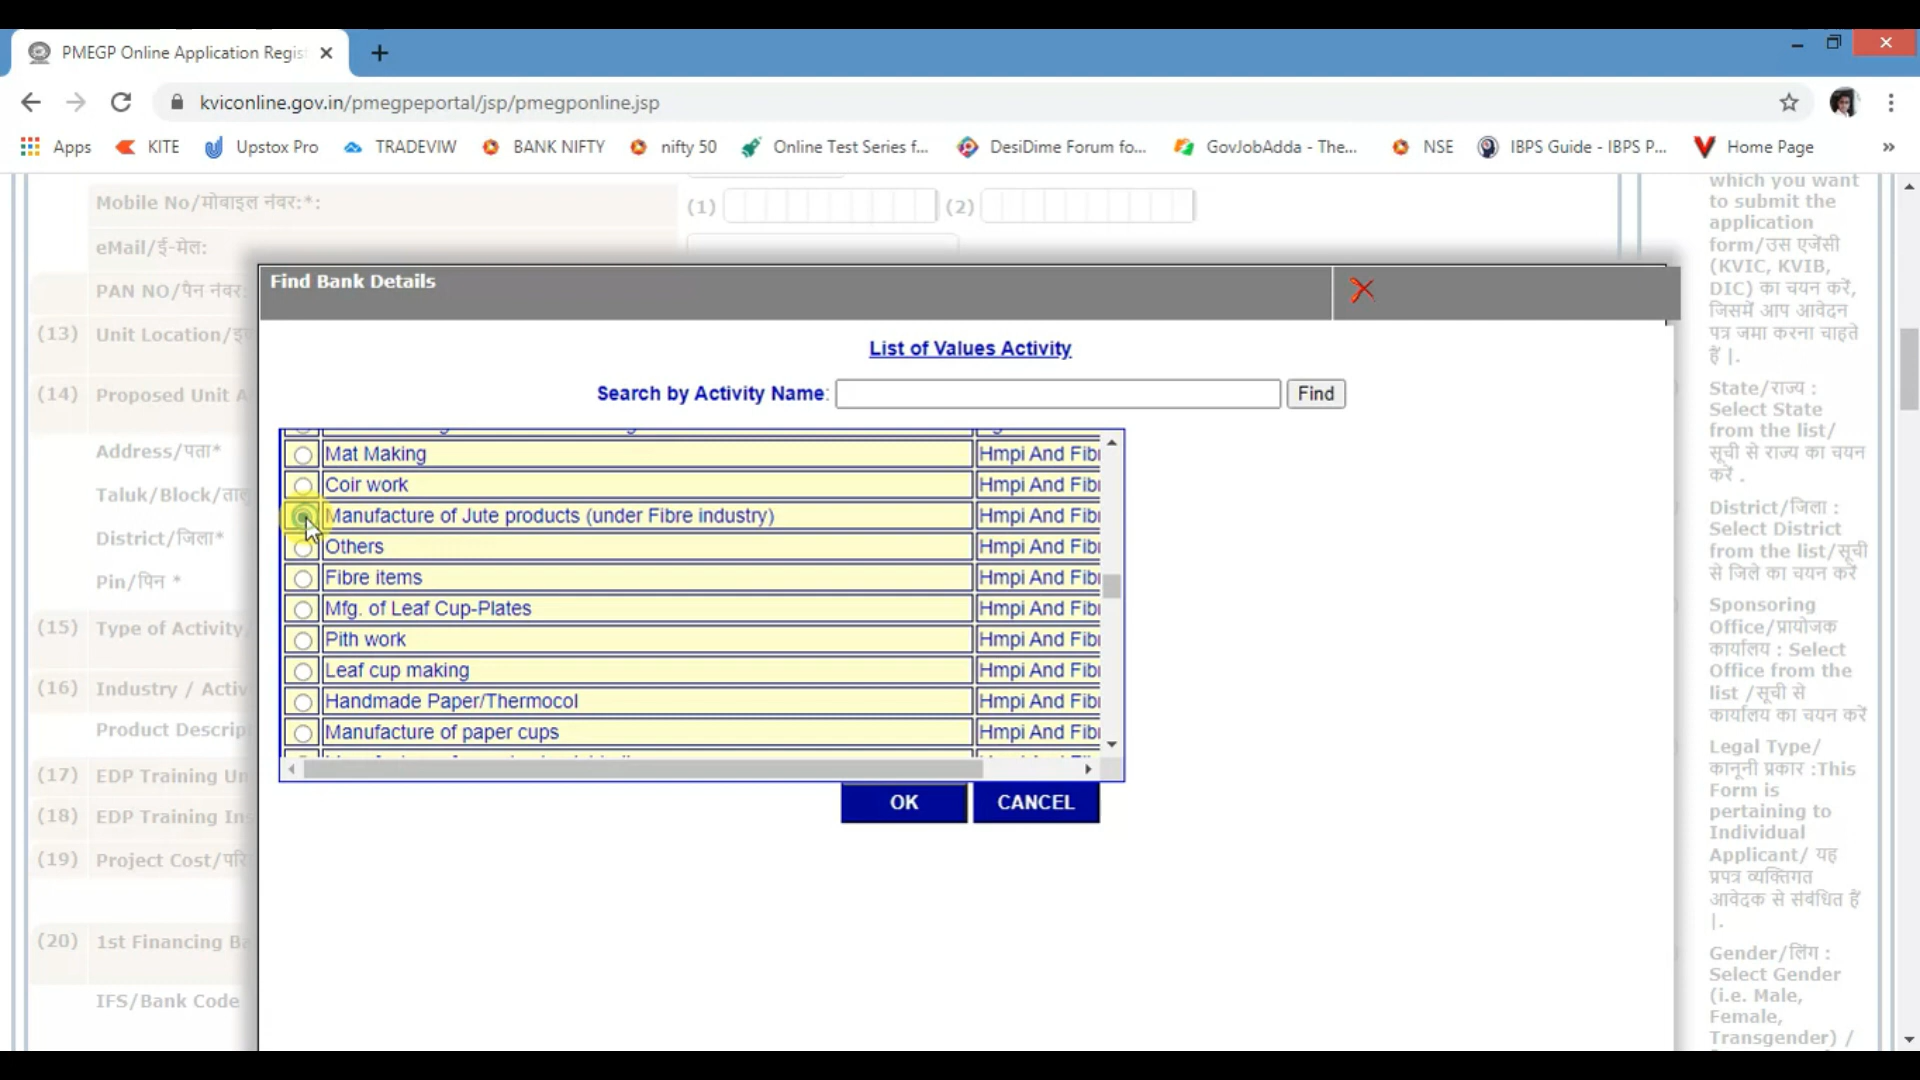 PMEGP Online Application Regist
kviconline.gov.in/pmegpeportal/jsp/pmegponline.jsp
Apps KITE Upstox Pro TRADEVIW BANK NIFTY nifty 50 Online Test Series f... DesiDime Forum fo... GovJobAdda - The... NSE IBPS Guide - IBPS P... Home Page »
Mobile No/मोबाइल नंबर:*: (1) (2)
eMail/ई-मेल:
PAN NO/पैन नंबर:
(13) Unit Location/
(14) Proposed Unit A
Address/पता*
Taluk/Block/
District/जिला*
Pin/पिन *
(15) Type of Activity
(16) Industry / Activ
Product Descrip
(17) EDP Training Un
(18) EDP Training Ins
(19) Project Cost/
(20) 1st Financing Ba
IFS/Bank Code
Find Bank Details
List of Values Activity
Search by Activity Name: Find
Mat Making Hmpi And Fib
Coir work Hmpi And Fib
Manufacture of Jute products (under Fibre industry) Hmpi And Fib
Others Hmpi And Fib
Fibre items Hmpi And Fib
Mfg. of Leaf Cup-Plates Hmpi And Fib
Pith work Hmpi And Fib
Leaf cup making Hmpi And Fib
Handmade Paper/Thermocol Hmpi And Fib
Manufacture of paper cups Hmpi And Fib
OK CANCEL
which you want
to submit the
application
form/उस एजेंसी
(KVIC, KVIB,
DIC) का चयन करें,
जिसमें आप आवेदन
पत्र जमा करना चाहते
हैं |.
State/राज्य :
Select State
from the list/
सूची से राज्य का चयन
करें .
District/जिला :
Select District
from the list/सूची
से जिले का चयन करें
Sponsoring
Office/प्रायोजक
कार्यालय : Select
Office from the
list /सूची से
कार्यालय का चयन करें
Legal Type/
कानूनी प्रकार :This
Form is
pertaining to
Individual
Applicant/ यह
प्रपत्र व्यक्तिगत
आवेदक से संबंधित हैं
|.
Gender/लिंग :
Select Gender
(i.e. Male,
Female,
Transgender) /